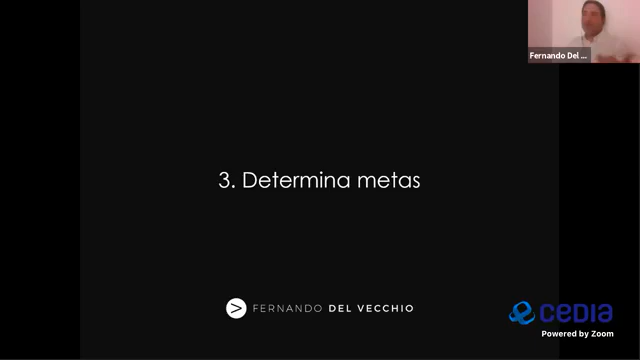 Fernando Del ...
3. Determina metas
FERNANDO DEL VECCHIO
CEDIA
Powered by Zoom